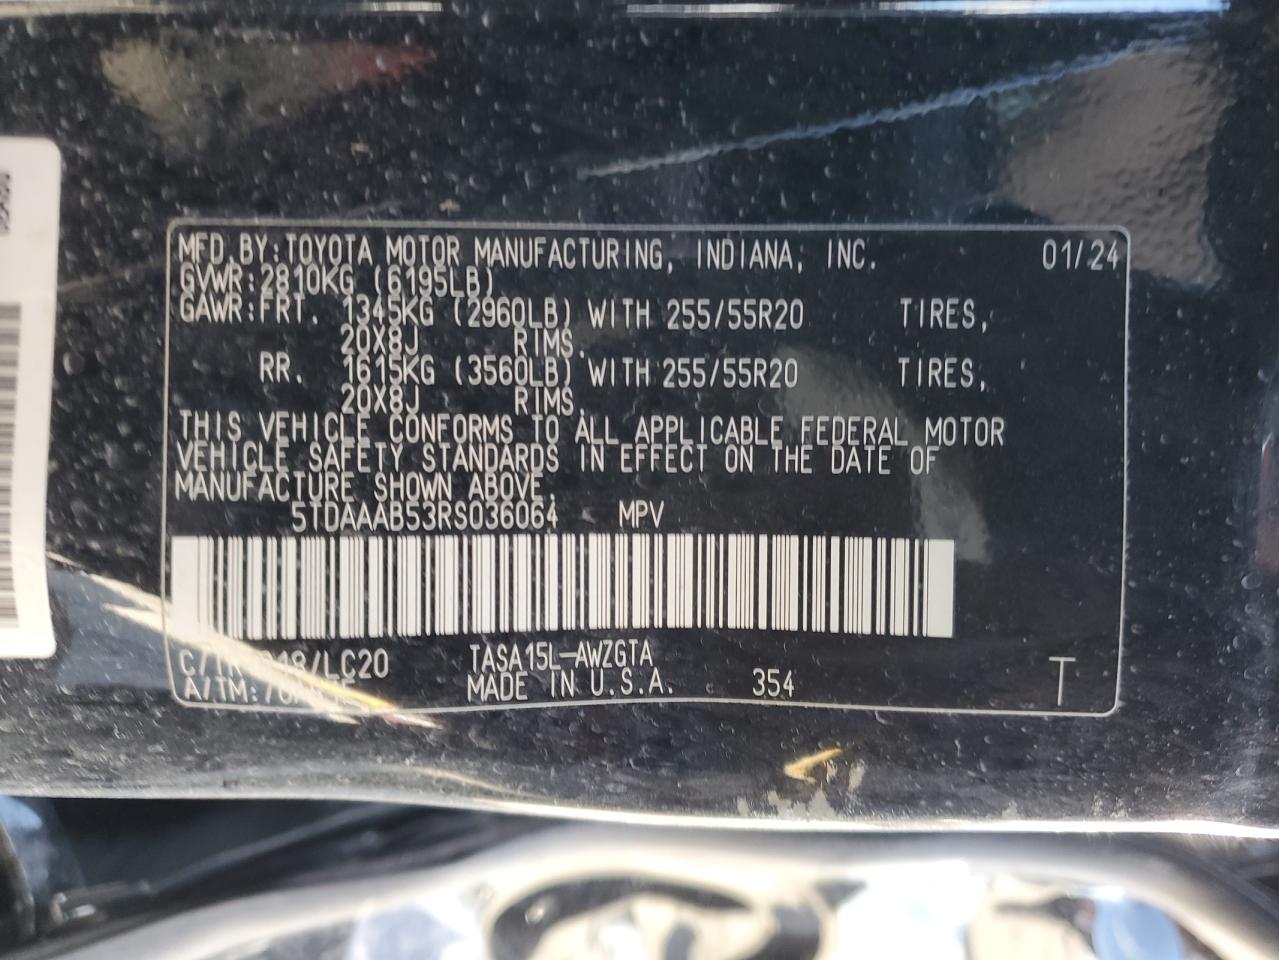 MFD.BY:TOYOTA MOTOR MANUFACTURING, INDIANA, INC. 01/24
GVWR:2810KG (6195LB)
GAWR:FRT. 1345KG (2960LB) WITH 255/55R20 TIRES,
20X8J RIMS.
RR. 1615KG (3560LB) WITH 255/55R20 TIRES,
20X8J RIMS.
THIS VEHICLE CONFORMS TO ALL APPLICABLE FEDERAL MOTOR
VEHICLE SAFETY STANDARDS IN EFFECT ON THE DATE OF
MANUFACTURE SHOWN ABOVE.
5TDAAAB53RS036064 MPV
/LC20 TASA15L-AWZGTA
A/TM: MADE IN U.S.A. 354
T